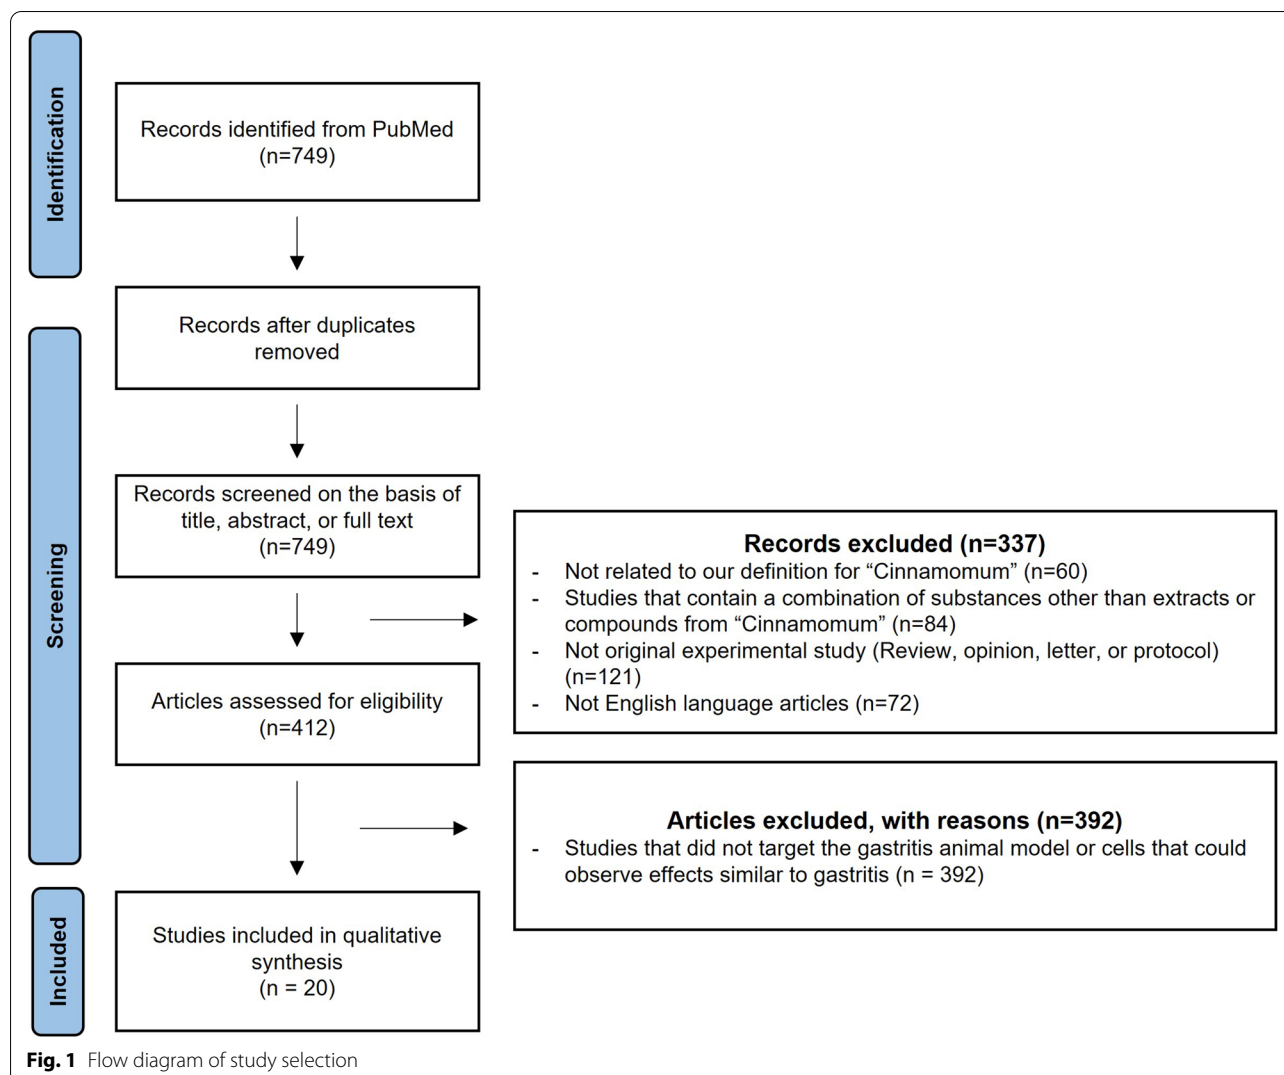 Identification
Records identified from PubMed
(n=749)
Records after duplicates
removed
Screening
Records screened on the basis of
title, abstract, or full text
(n=749)
Records excluded (n=337)
- Not related to our definition for “Cinnamomum” (n=60)
- Studies that contain a combination of substances other than extracts or
compounds from “Cinnamomum” (n=84)
- Not original experimental study (Review, opinion, letter, or protocol)
(n=121)
- Not English language articles (n=72)
Articles assessed for eligibility
(n=412)
Articles excluded, with reasons (n=392)
- Studies that did not target the gastritis animal model or cells that could
observe effects similar to gastritis (n = 392)
Included
Studies included in qualitative
synthesis
(n = 20)
Fig. 1 Flow diagram of study selection